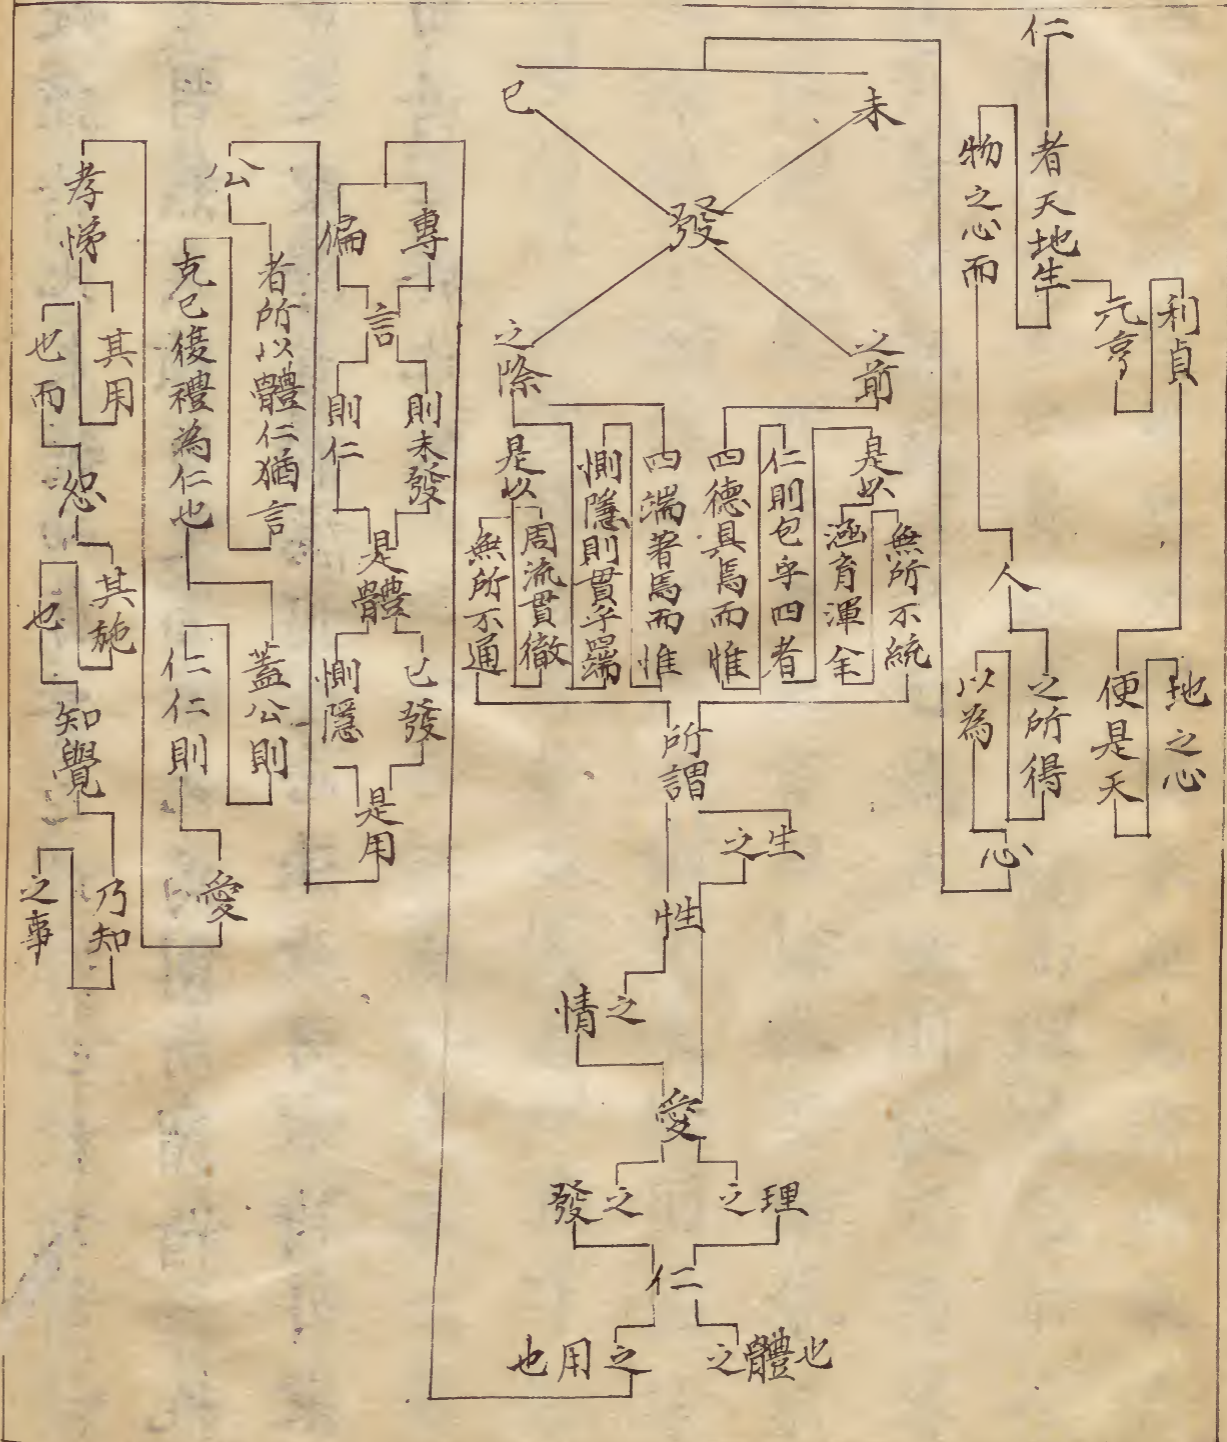 仁
者天地生
物之心而
元亨
利貞
便是天
地之心
人
之所得
以為
心
未
已
發
之前
四德具焉而惟
仁則包乎四者
是以
涵育渾全
無所不統
之除
四端著焉而惟
惻隱則貫乎四端
是以
周流貫徹
無所不通
所謂
生之
性
愛
之理
仁
之體也
性
之情
愛
之發
仁
之用也
專
言
則未發
是體
已發
是用
偏
言
則仁
是體
惻隱
是用
公
者所以體仁猶言
克己復禮為仁也
蓋公則
仁仁則
愛
孝悌
其用
也而
恕
其施
也
知覺
乃知
之事